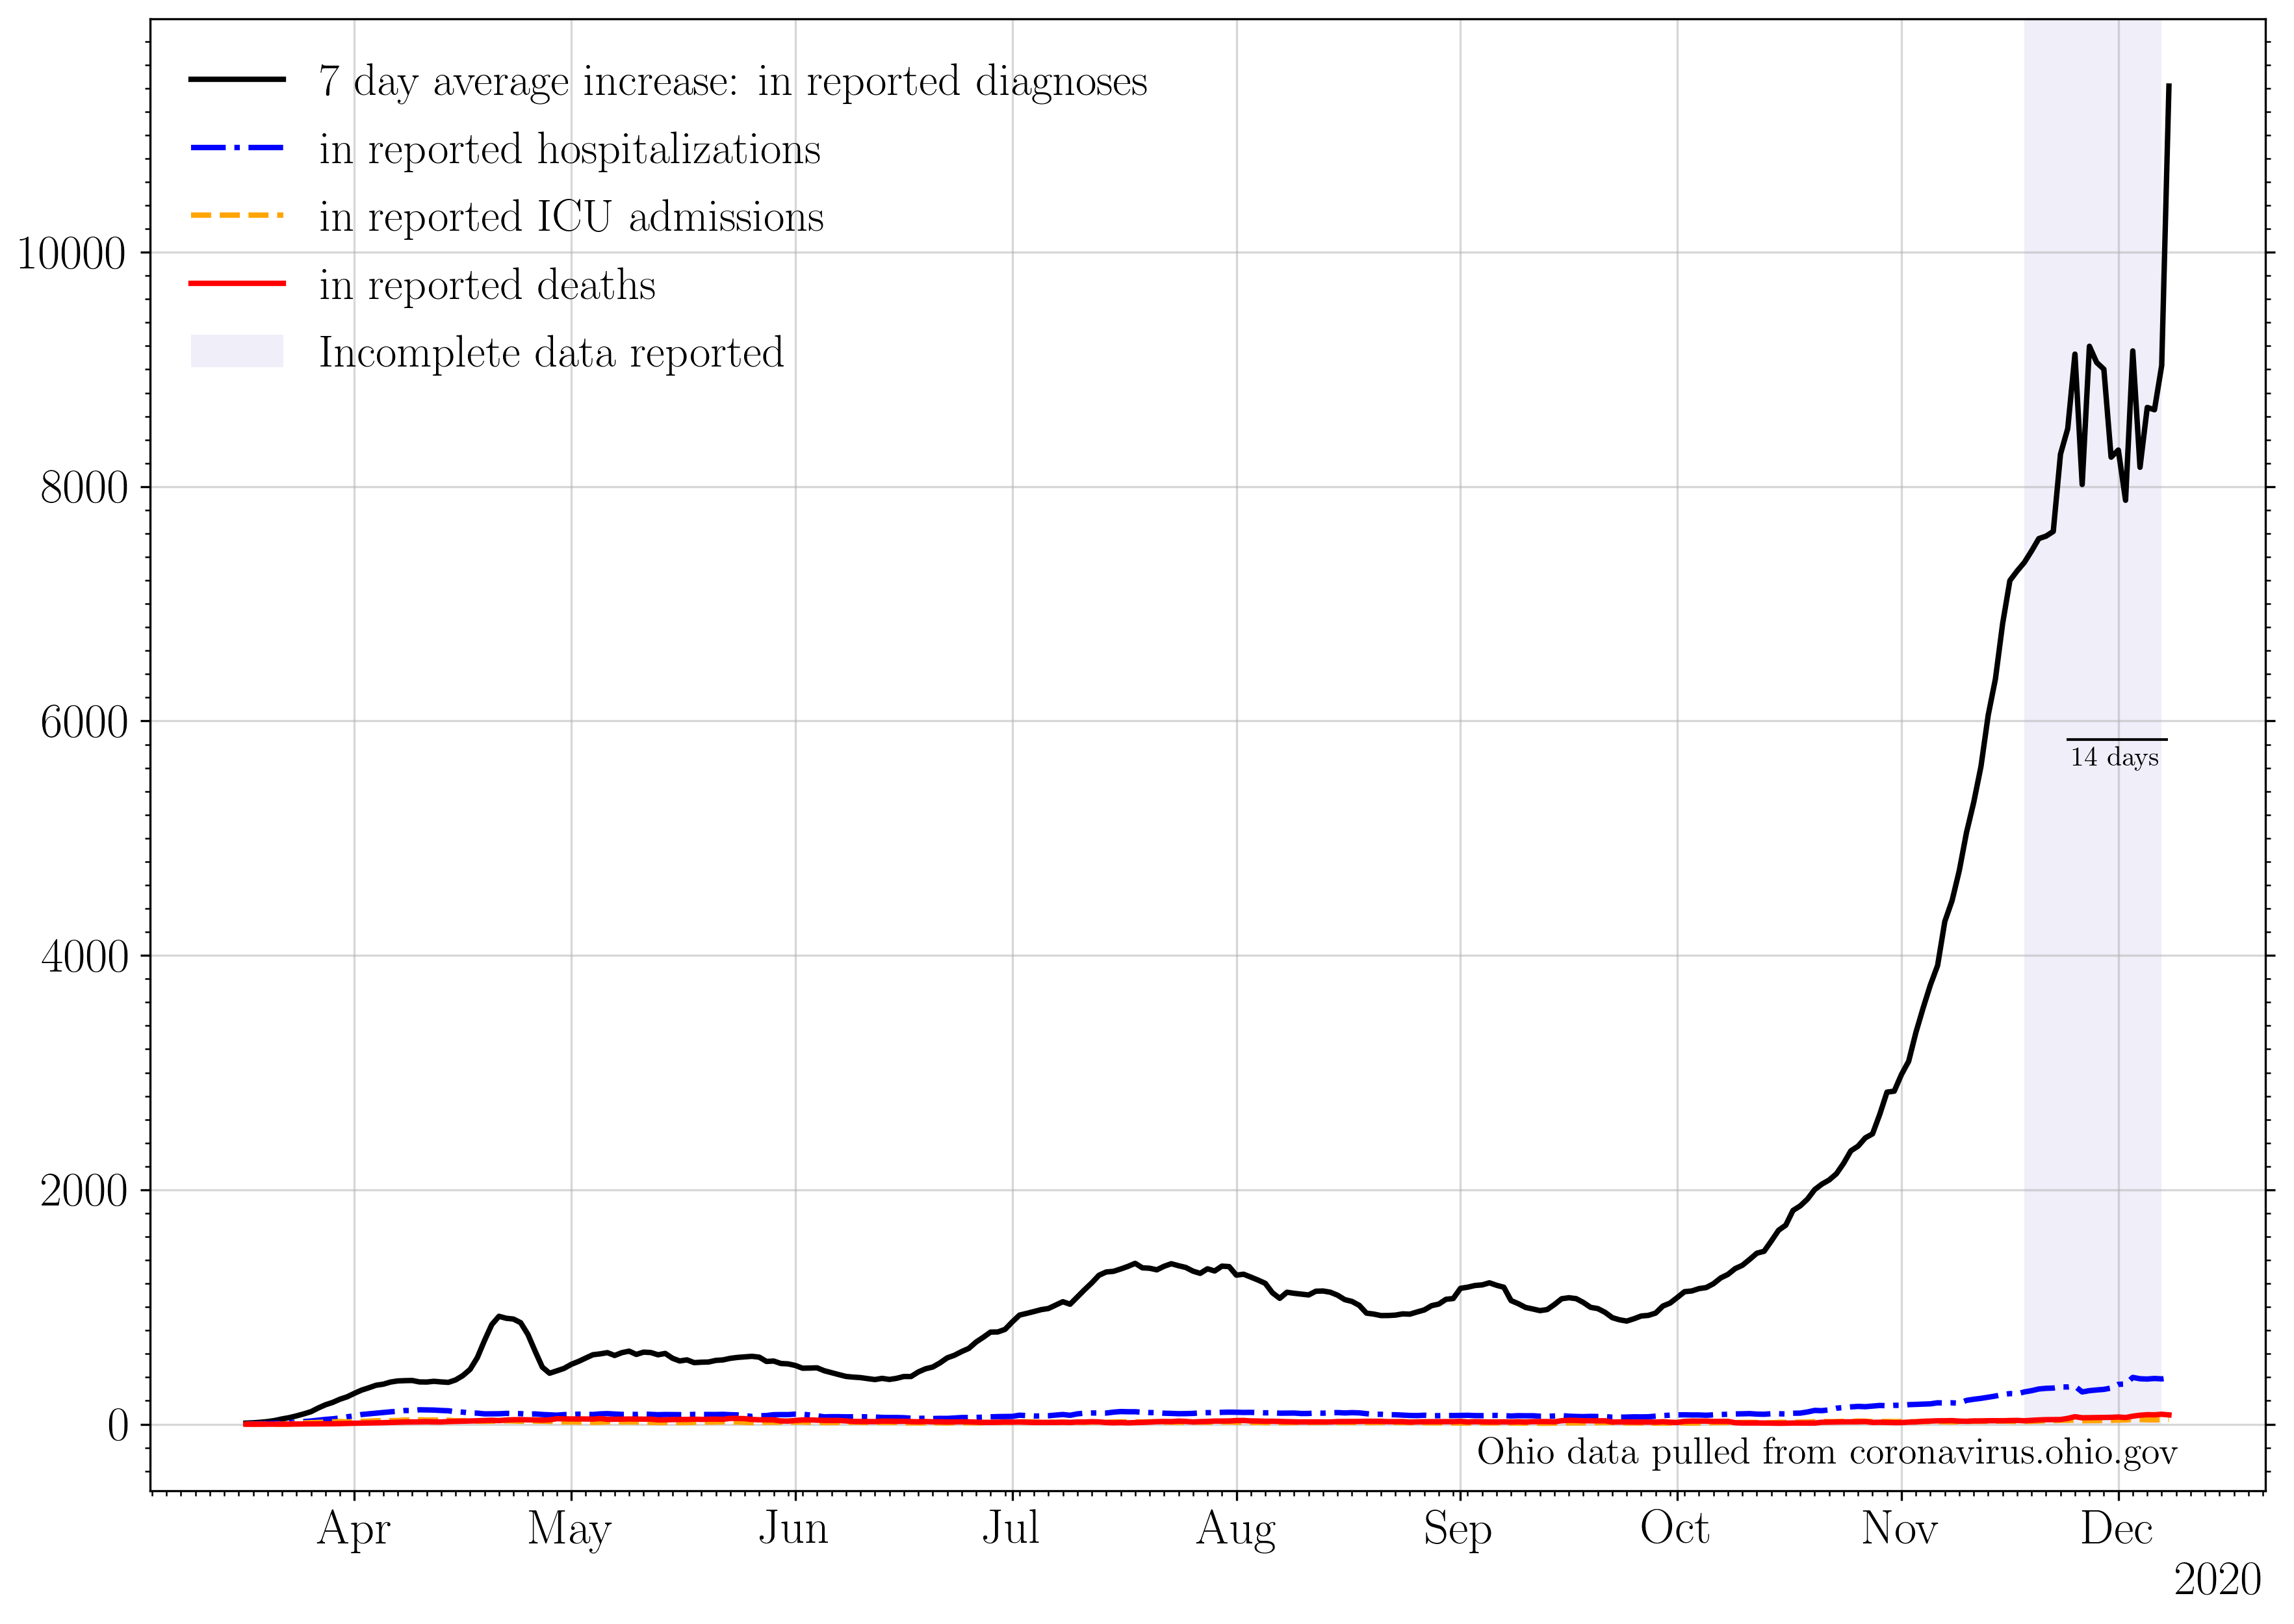 7 day average increase: in reported diagnoses
in reported hospitalizations
in reported ICU admissions
in reported deaths
Incomplete data reported
10000
8000
6000
4000
2000
0
14 days
Ohio data pulled from coronavirus.ohio.gov
Apr May Jun Jul Aug Sep Oct Nov Dec
2020